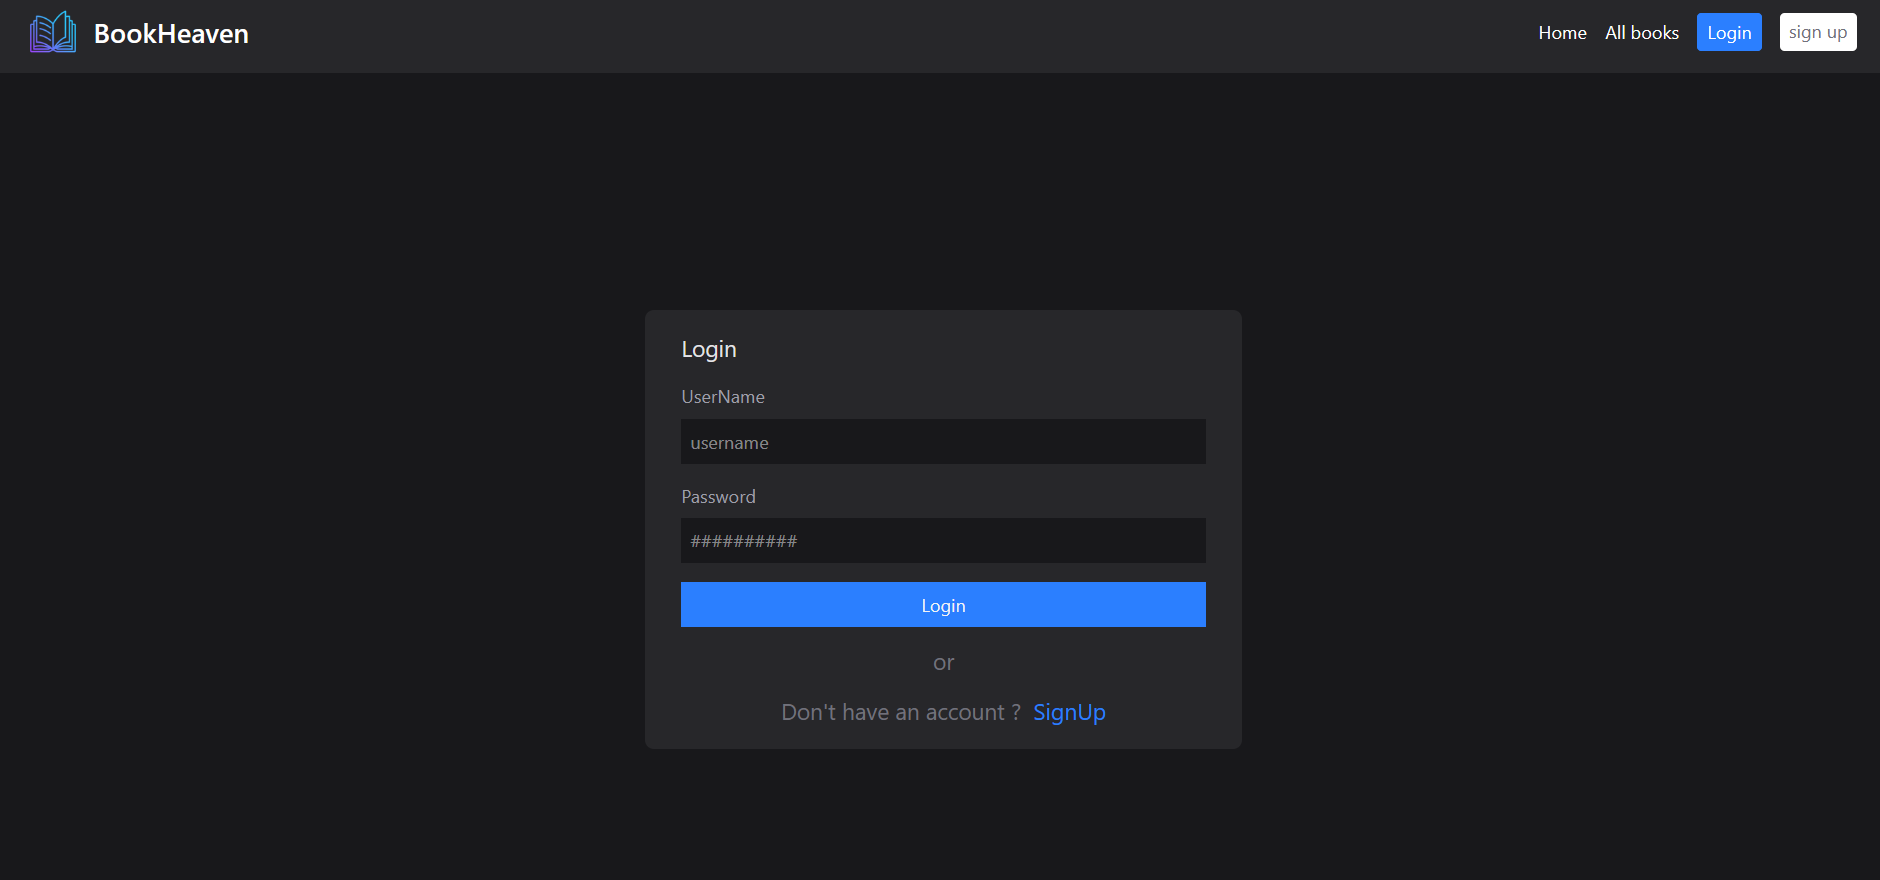 BookHeaven
Home All books Login sign up
Login
UserName
username
Password
##########
Login
or
Don't have an account ? SignUp